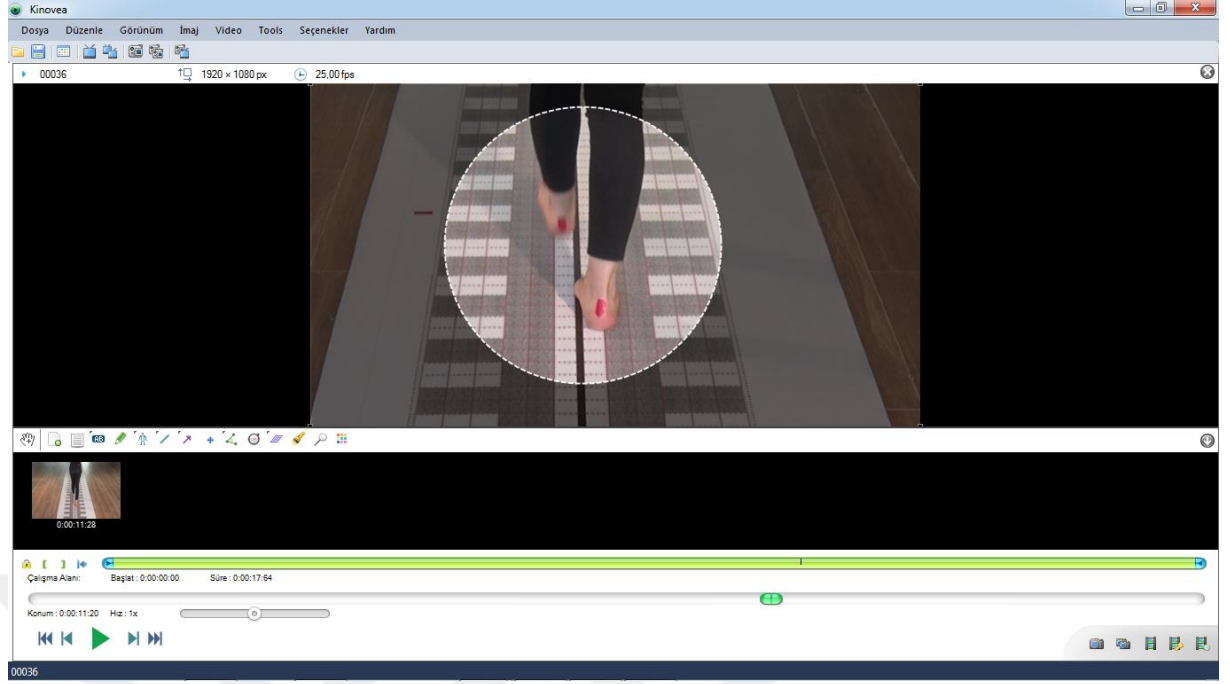 Kinovea
Dosya Düzenle Görünüm İmaj Video Tools Seçenekler Yardım
00036 1920 × 1080 px 25,00 fps
AB
0:00:11:28
Çalışma Alanı: Başlat : 0:00:00:00 Süre : 0:00:17:64
Konum : 0:00:11:20 Hız : 1x
00036